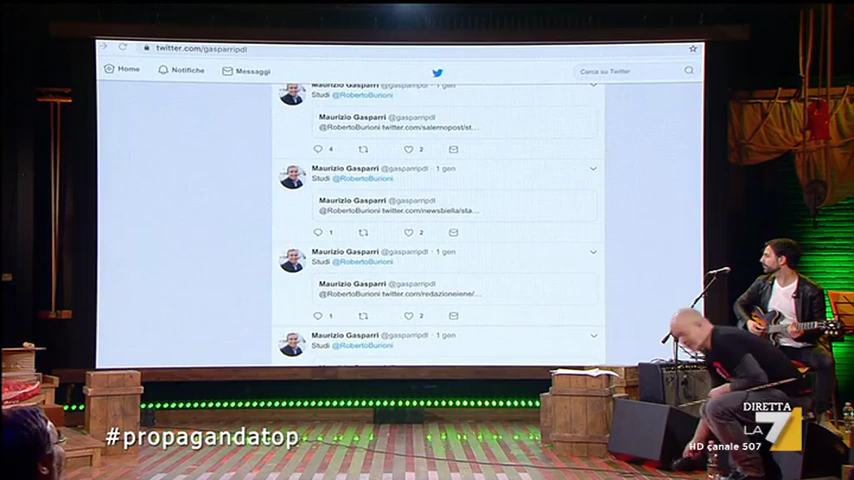 twitter.com/gasparripdl
Home Notifiche Messaggi Cerca su Twitter
Maurizio Gasparri @gasparripdl · 1 gen
Studi @RobertoBurioni
Maurizio Gasparri @gasparripdl
@RobertoBurioni twitter.com/salernopost/st...
4 2
Maurizio Gasparri @gasparripdl · 1 gen
Studi @RobertoBurioni
Maurizio Gasparri @gasparripdl
@RobertoBurioni twitter.com/newsbiella/sta...
1 2
Maurizio Gasparri @gasparripdl · 1 gen
Studi @RobertoBurioni
Maurizio Gasparri @gasparripdl
@RobertoBurioni twitter.com/redazioneiene/...
1 2
Maurizio Gasparri @gasparripdl · 1 gen
Studi @RobertoBurioni
#propagandatop
DIRETTA
LA 7
HD canale 507